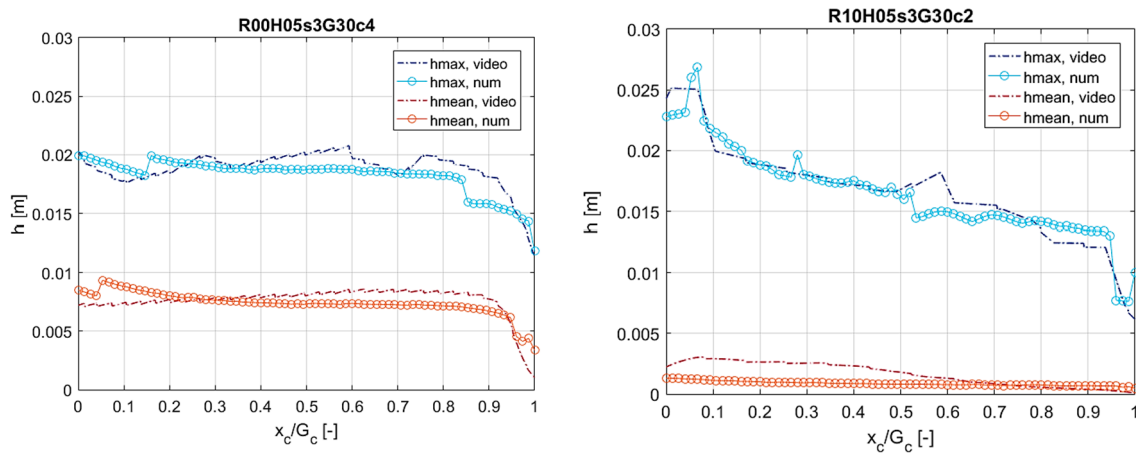 R00H05s3G30c4
0.03
0.025
0.02
0.015
0.01
0.005
0
h [m]
hmax, video
hmax, num
hmean, video
hmean, num
0 0.1 0.2 0.3 0.4 0.5 0.6 0.7 0.8 0.9 1
x_c/G_c [-]
R10H05s3G30c2
0.03
0.025
0.02
0.015
0.01
0.005
0
h [m]
hmax, video
hmax, num
hmean, video
hmean, num
0 0.1 0.2 0.3 0.4 0.5 0.6 0.7 0.8 0.9 1
x_c/G_c [-]